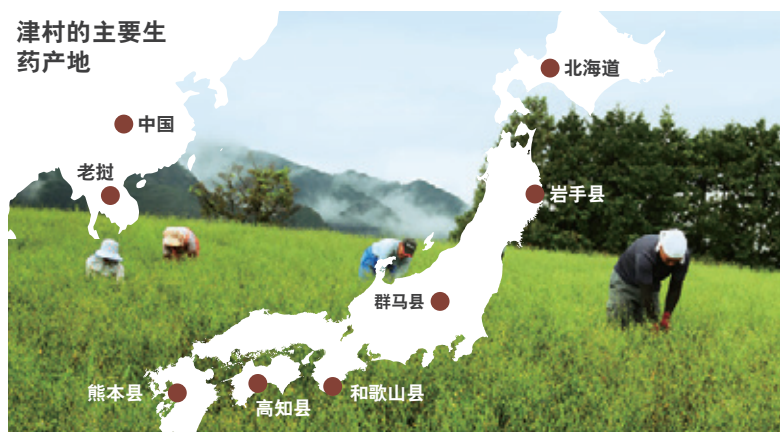 津村的主要生
药产地
北海道
中国
老挝
岩手县
群马县
熊本县
和歌山县
高知县